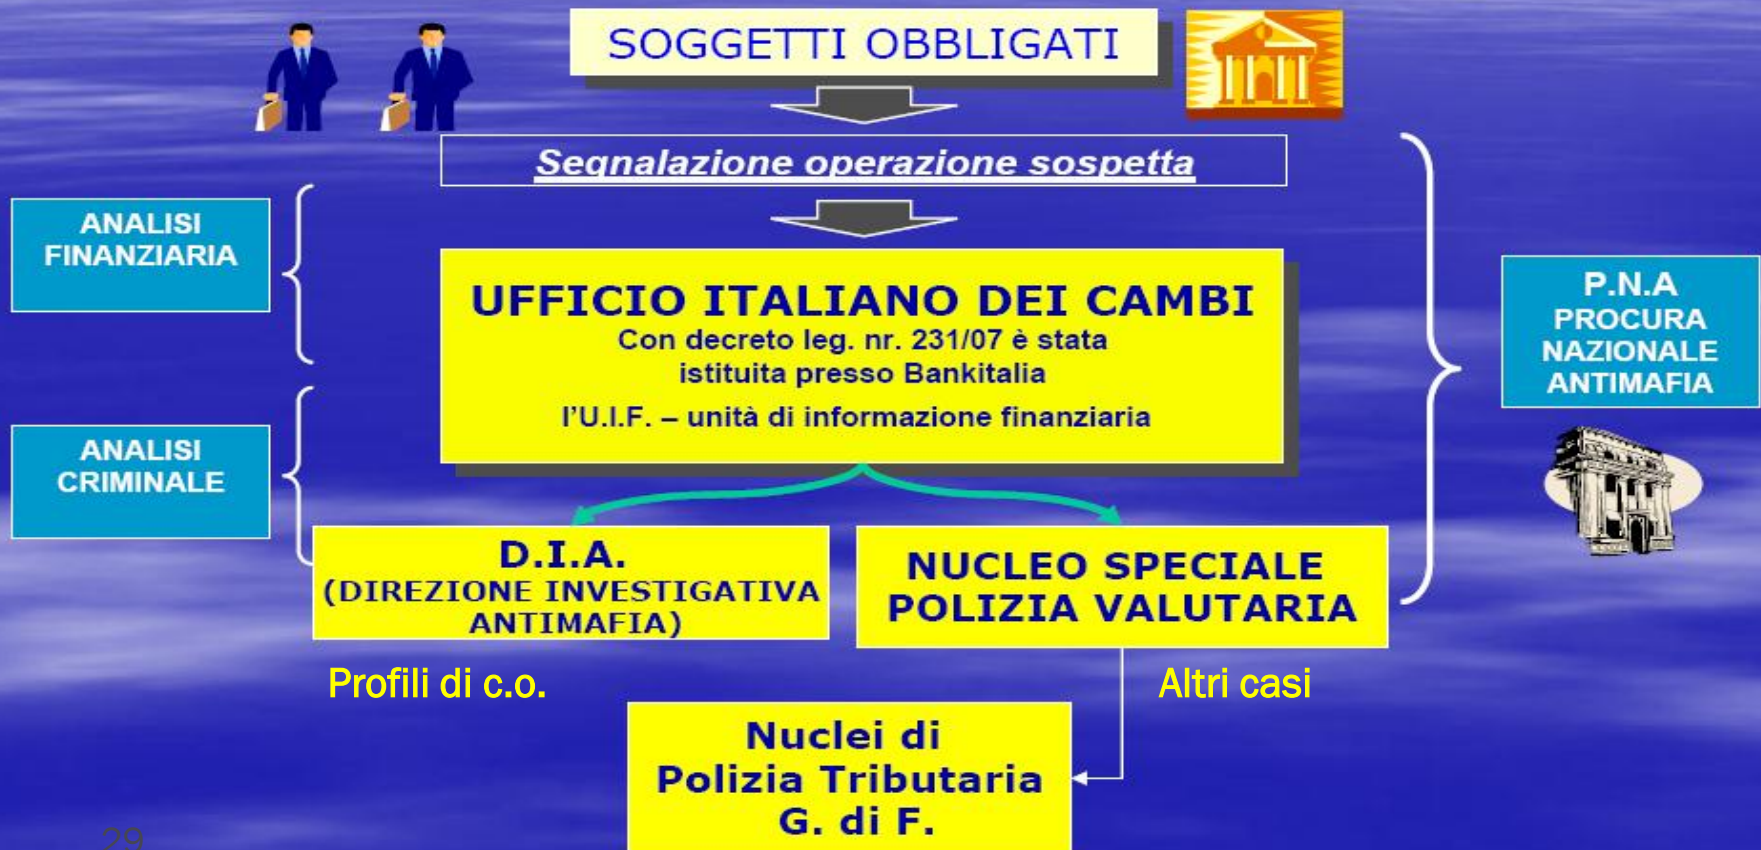 SOGGETTI OBBLIGATI
Segnalazione operazione sospetta
ANALISI
FINANZIARIA
UFFICIO ITALIANO DEI CAMBI
Con decreto leg. nr. 231/07 è stata
istituita presso Bankitalia
l'U.I.F. – unità di informazione finanziaria
P.N.A
PROCURA
NAZIONALE
ANTIMAFIA
ANALISI
CRIMINALE
D.I.A.
(DIREZIONE INVESTIGATIVA
ANTIMAFIA)
NUCLEO SPECIALE
POLIZIA VALUTARIA
Profili di c.o.
Altri casi
Nuclei di
Polizia Tributaria
G. di F.
29